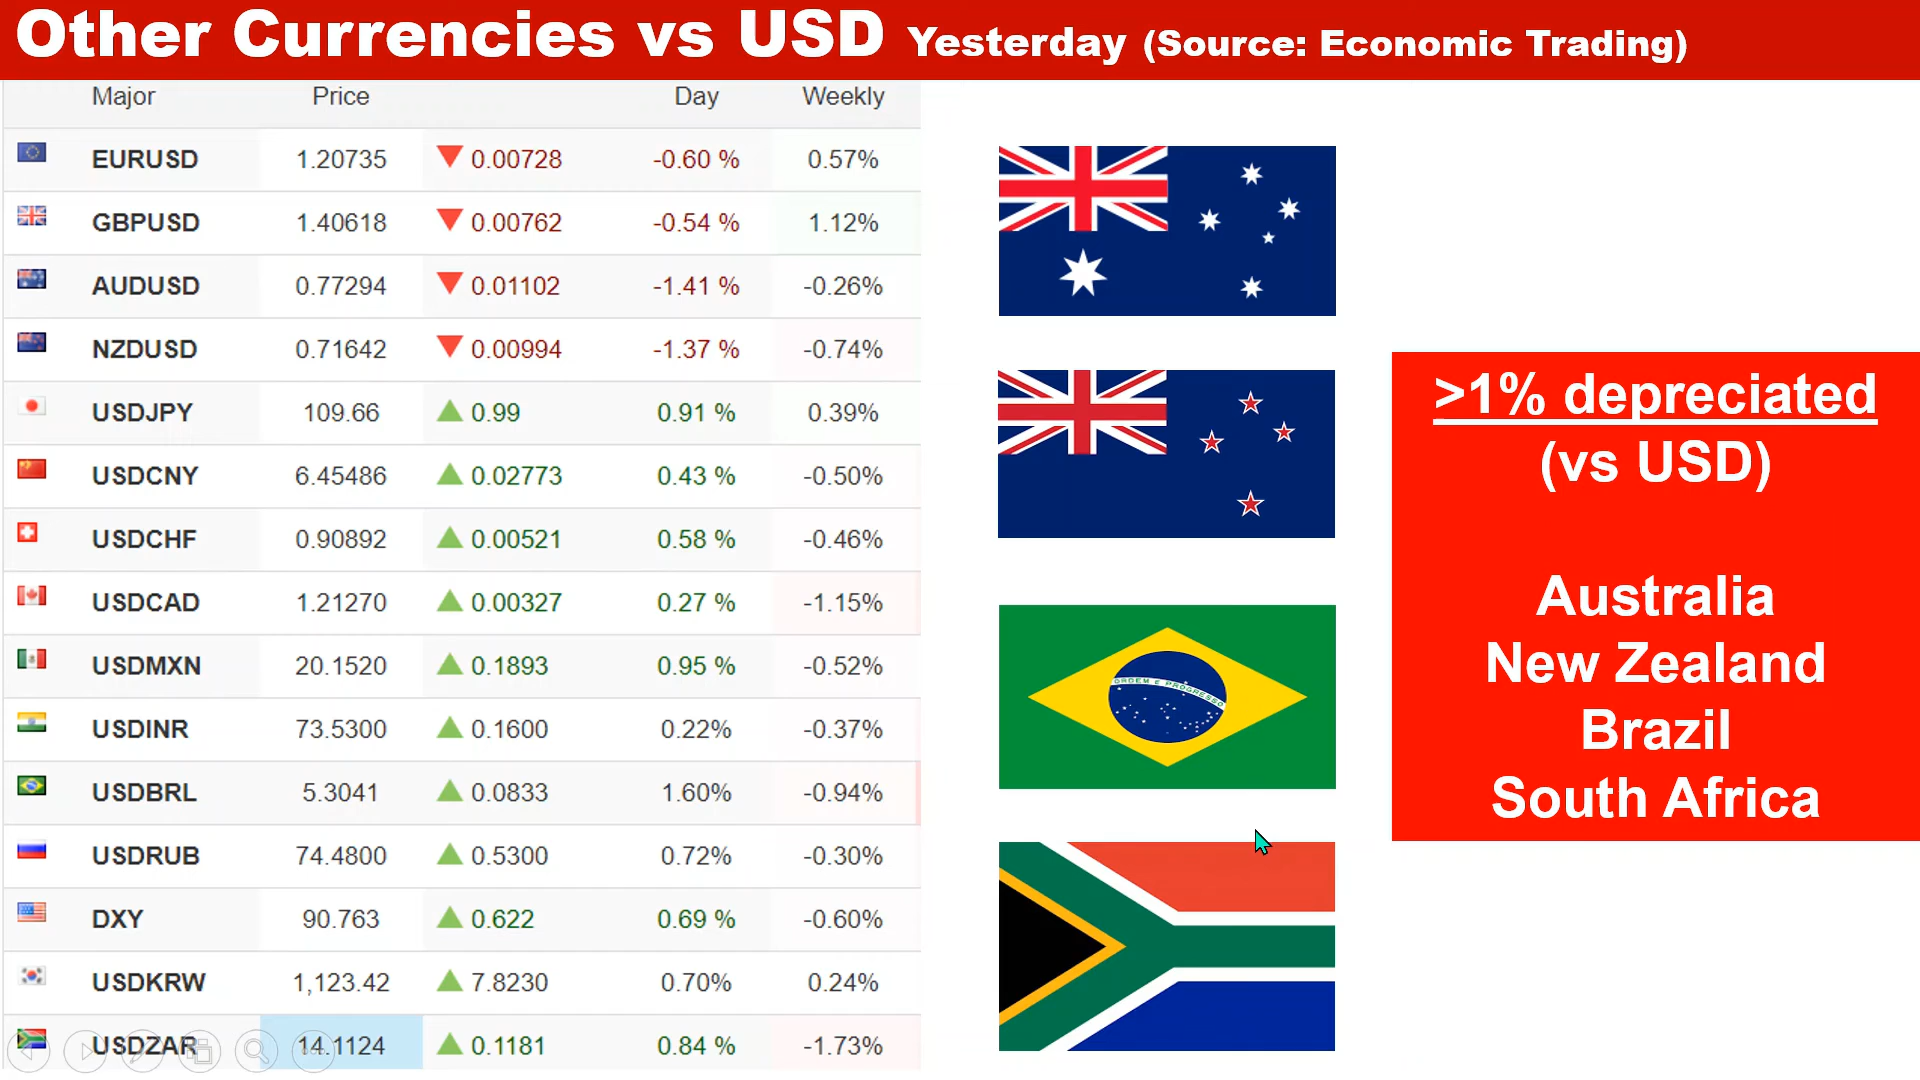 Other Currencies vs USD Yesterday (Source: Economic Trading)
Major Price Day Weekly
EURUSD 1.20735 0.00728 -0.60 % 0.57%
GBPUSD 1.40618 0.00762 -0.54 % 1.12%
AUDUSD 0.77294 0.01102 -1.41 % -0.26%
NZDUSD 0.71642 0.00994 -1.37 % -0.74%
USDJPY 109.66 0.99 0.91 % 0.39%
USDCNY 6.45486 0.02773 0.43 % -0.50%
USDCHF 0.90892 0.00521 0.58 % -0.46%
USDCAD 1.21270 0.00327 0.27 % -1.15%
USDMXN 20.1520 0.1893 0.95 % -0.52%
USDINR 73.5300 0.1600 0.22% -0.37%
USDBRL 5.3041 0.0833 1.60% -0.94%
USDRUB 74.4800 0.5300 0.72% -0.30%
DXY 90.763 0.622 0.69 % -0.60%
USDKRW 1,123.42 7.8230 0.70% 0.24%
USDZAR 14.1124 0.1181 0.84 % -1.73%
ORDEM E PROGRESSO
>1% depreciated
(vs USD)
Australia
New Zealand
Brazil
South Africa